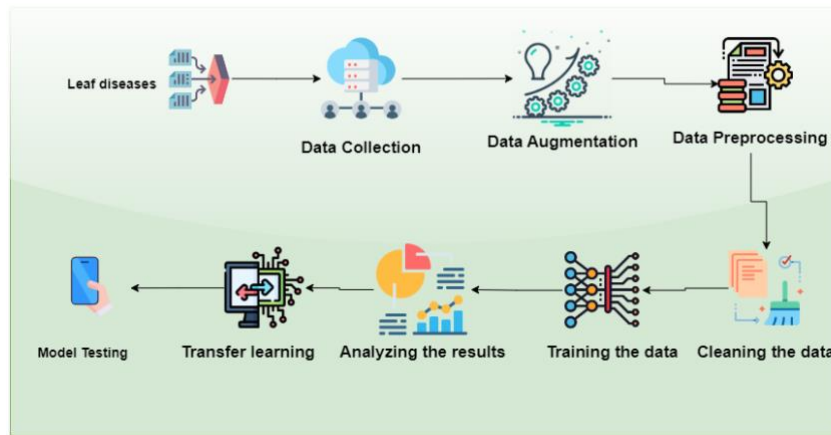 Leaf diseases
Data Collection
Data Augmentation
Data Preprocessing
Model Testing
Transfer learning
Analyzing the results
Training the data
Cleaning the data